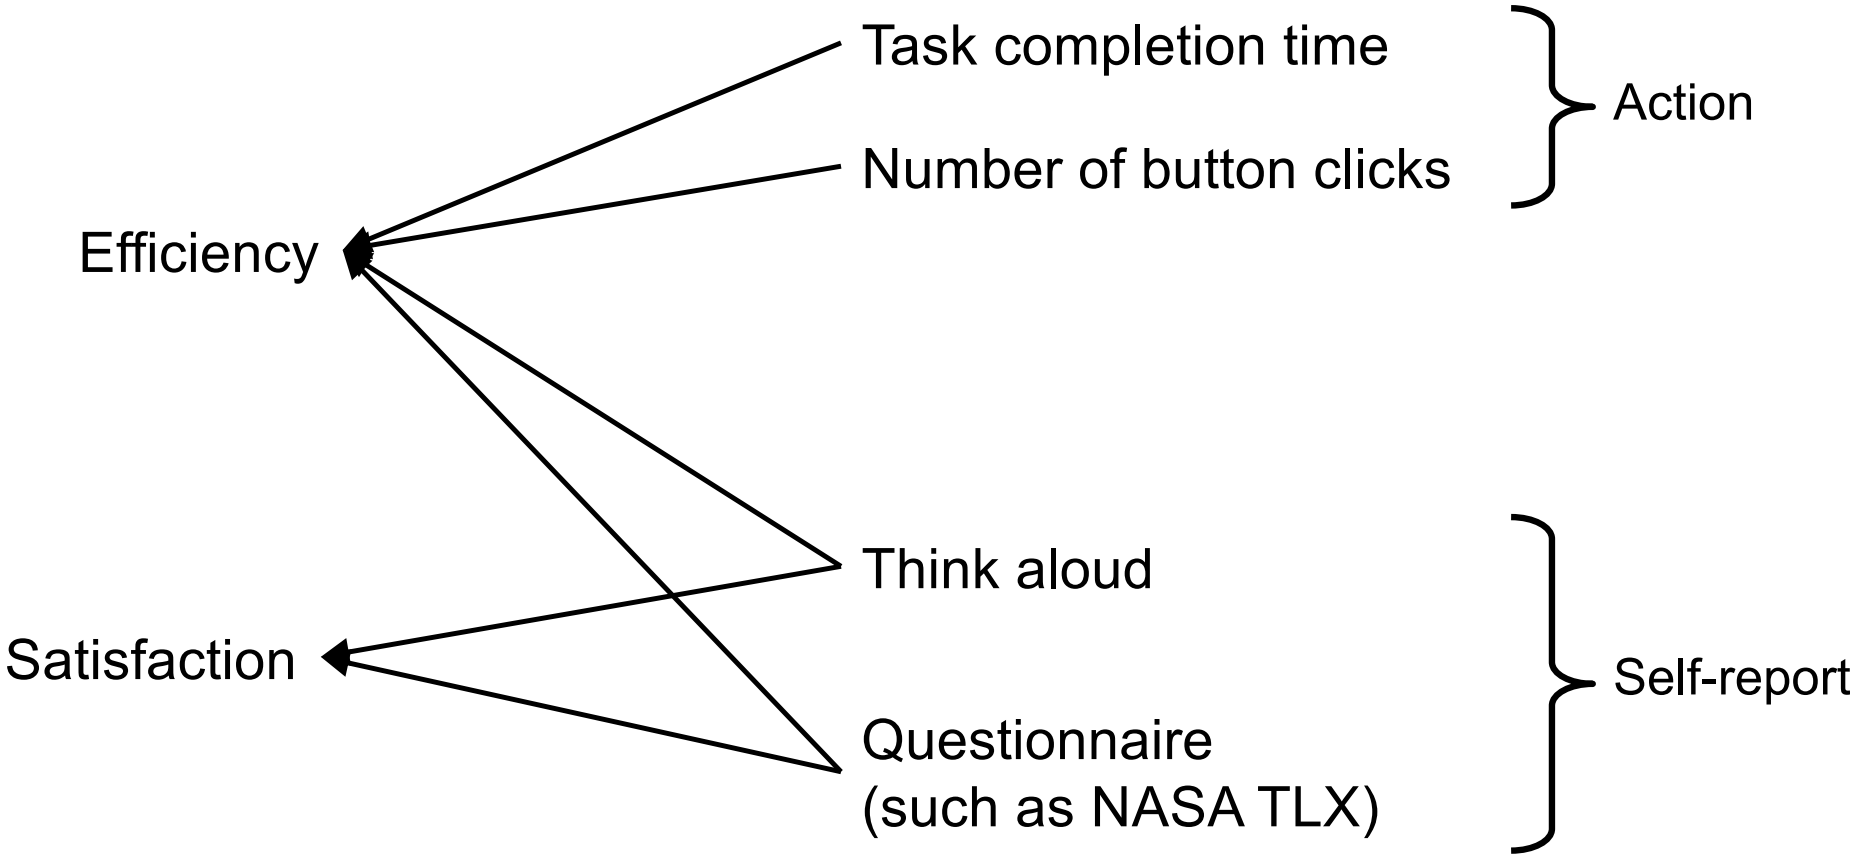 Task completion time
Action
Number of button clicks
Efficiency
Think aloud
Satisfaction
Self-report
Questionnaire
(such as NASA TLX)